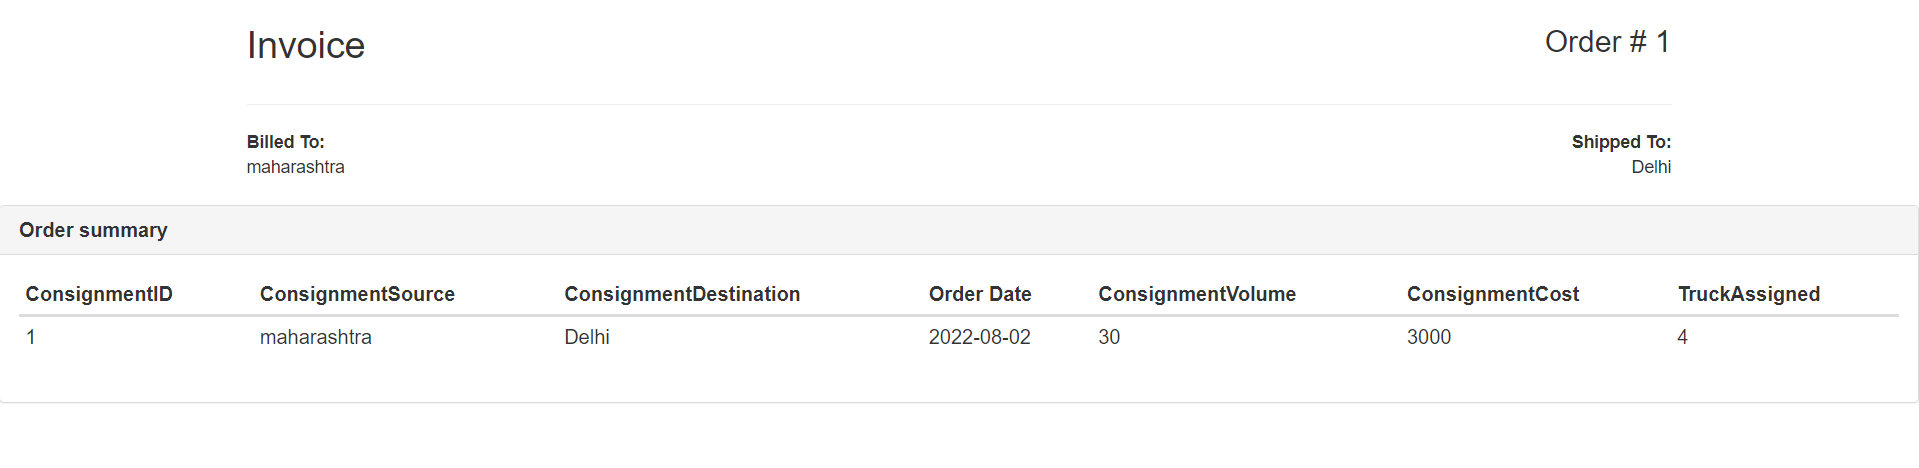 Invoice
Order # 1
Billed To:
maharashtra
Shipped To:
Delhi
Order summary
ConsignmentID ConsignmentSource ConsignmentDestination Order Date ConsignmentVolume ConsignmentCost TruckAssigned
1 maharashtra Delhi 2022-08-02 30 3000 4